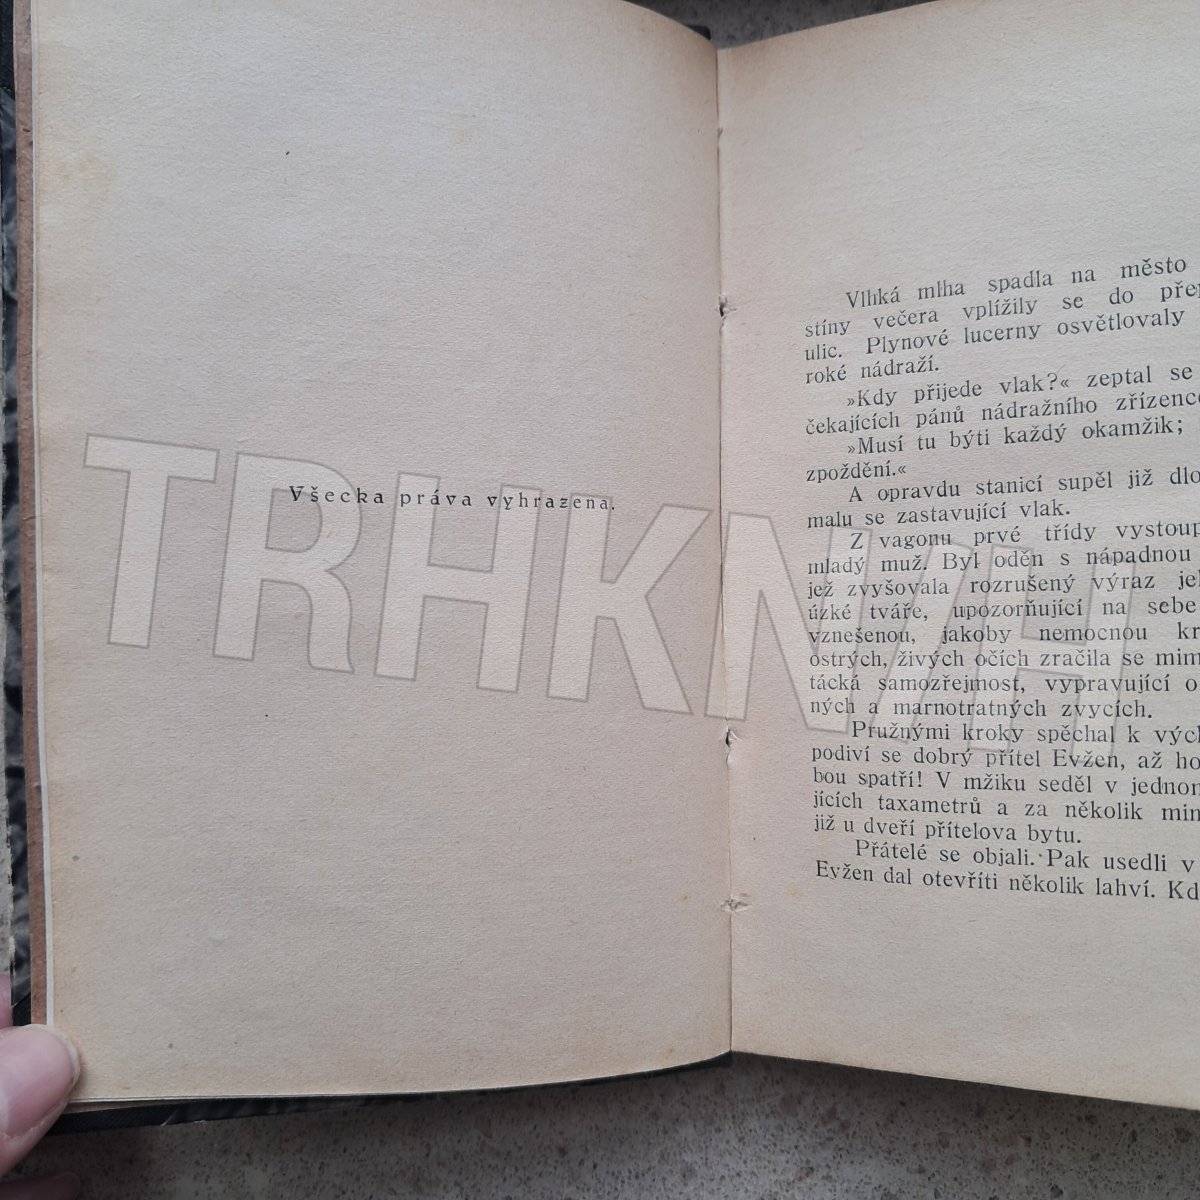 Všecka práva vyhrazena.
Vlhká mlha spadla na město
stíny večera vplížily se do přep
ulic. Plynové lucerny osvětlovaly
roké nádraží.
»Kdy přijede vlak?« zeptal se
čekajících pánů nádražního zřízence
»Musí tu býti každý okamžik;
zpoždění.«
A opravdu stanicí supěl již dlo
malu se zastavující vlak.
Z vagonu prvé třídy vystoup
mladý muž. Byl oděn s nápadnou
jež zvyšovala rozrušený výraz jeh
úzké tváře, upozorňující na sebe
vznešenou, jakoby nemocnou kr
ostrých, živých očích zračila se mim
tácká samozřejmost, vypravující o
ných a marnotratných zvycích.
Pružnými kroky spěchal k vých
podiví se dobrý přítel Evžen, až ho
bou spatří! V mžiku seděl v jednom
jících taxametrů a za několik min
již u dveří přítelova bytu.
Přátelé se objali. Pak usedli v
Evžen dal otevříti několik lahví. Kd
TRHKNIH